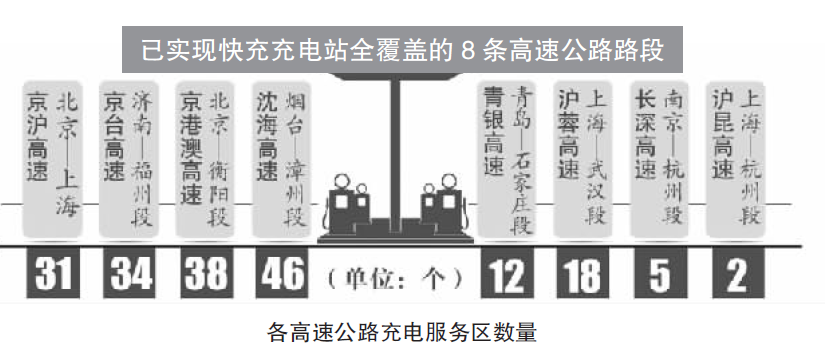 已实现快充充电站全覆盖的8条高速公路路段
京沪高速
北京—上海
京台高速
济南—福州段
京港澳高速
北京—衡阳段
沈海高速
烟台—漳州段
青银高速
青岛—石家庄段
沪蓉高速
上海—武汉段
长深高速
南京—杭州段
沪昆高速
上海—杭州段
31
34
38
46
(单位：个)
12
18
5
2
各高速公路充电服务区数量